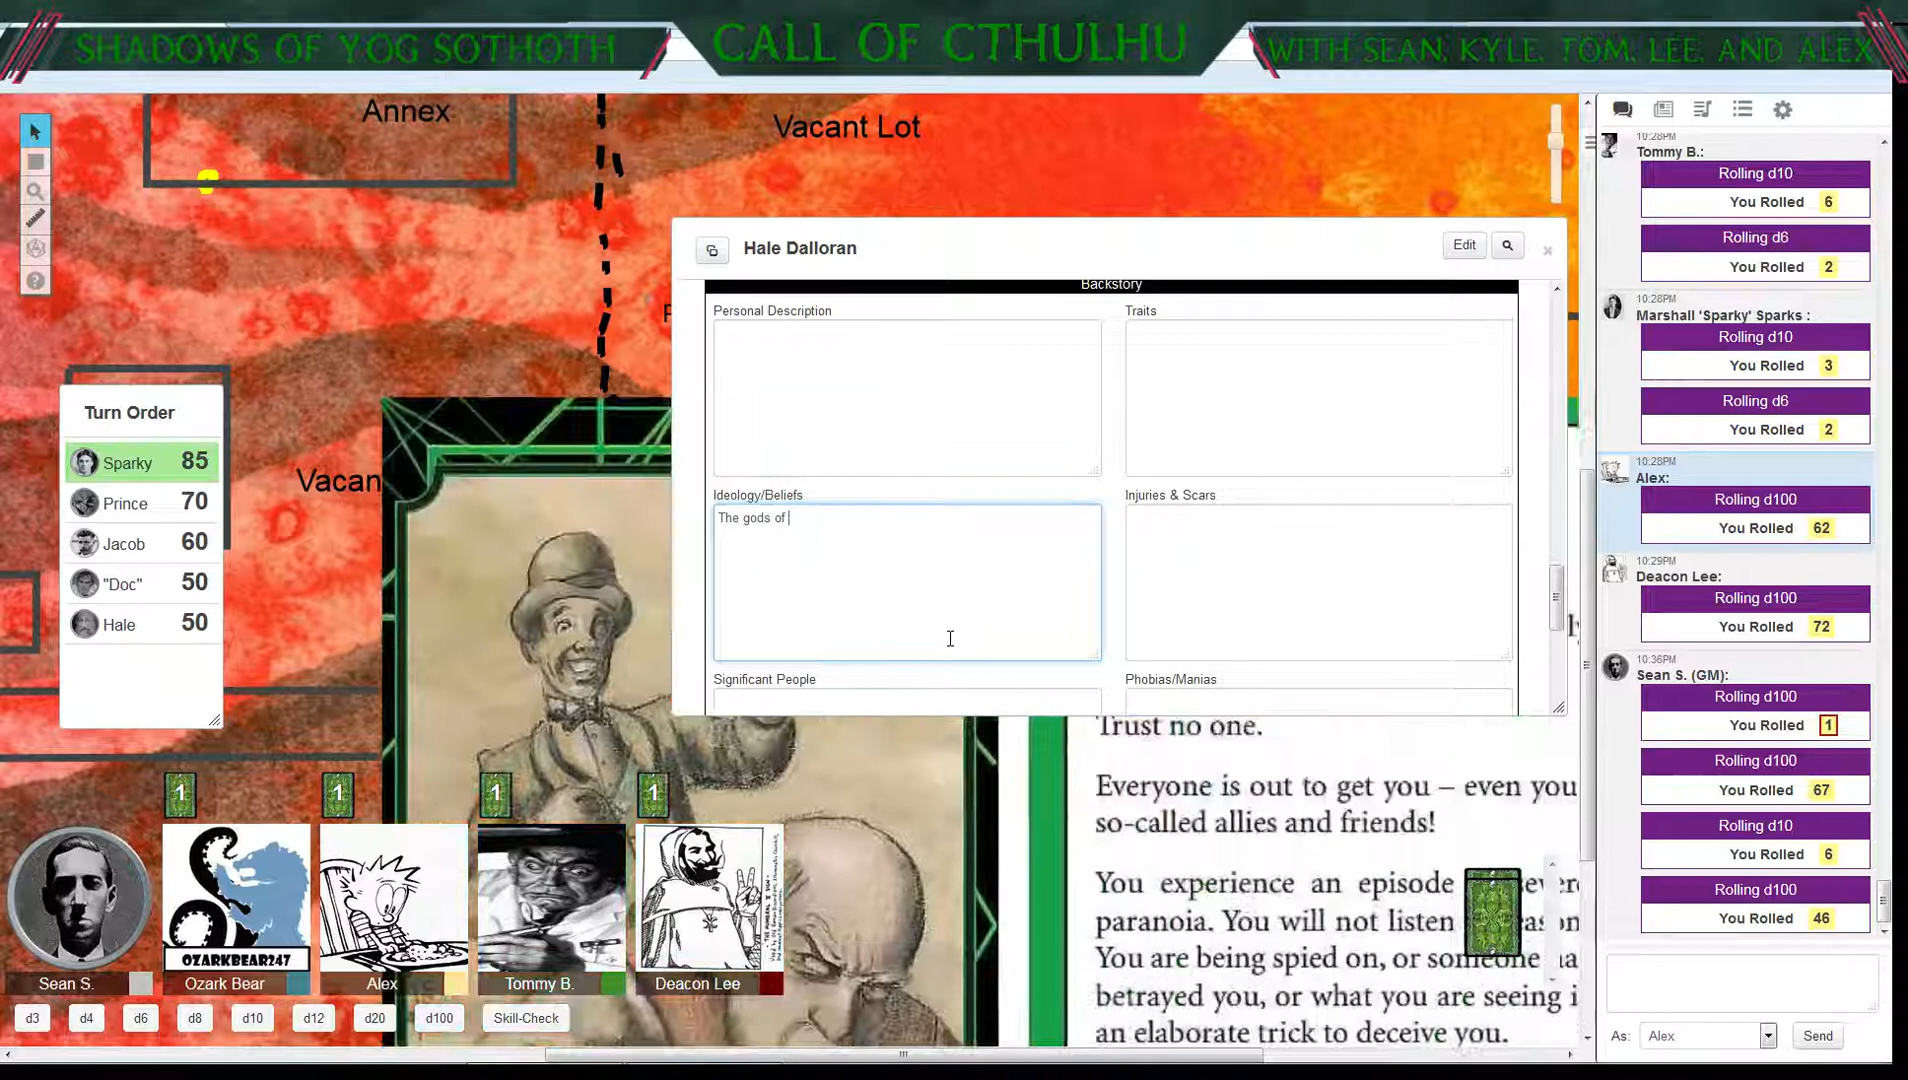 SHADOWS OF YOG SOTHOTH
CALL OF CTHULHU
WITH SEAN, KYLE, TOM, LEE, AND ALEX
Annex
Vacant Lot
Vacan
Turn Order
Sparky 85
Prince 70
Jacob 60
"Doc" 50
Hale 50
Hale Dalloran
Edit
Backstory
Personal Description
Traits
Ideology/Beliefs
Injuries & Scars
The gods of
Significant People
Phobias/Manias
Trust no one.
Everyone is out to get you – even you
so-called allies and friends!
You experience an episode
paranoia. You will not listen
You are being spied on, or someone
betrayed you, or what you are seeing i
an elaborate trick to deceive you.
1
1
1
1
OZARKBEAR247
Sean S.
Ozark Bear
Alex
Tommy B.
Deacon Lee
d3
d4
d6
d8
d10
d12
d20
d100
Skill-Check
10:28PM
Tommy B.:
Rolling d10
You Rolled 6
Rolling d6
You Rolled 2
10:28PM
Marshall 'Sparky' Sparks :
Rolling d10
You Rolled 3
Rolling d6
You Rolled 2
10:28PM
Alex:
Rolling d100
You Rolled 62
10:29PM
Deacon Lee:
Rolling d100
You Rolled 72
10:36PM
Sean S. (GM):
Rolling d100
You Rolled 1
Rolling d100
You Rolled 67
Rolling d10
You Rolled 6
Rolling d100
You Rolled 46
As: Alex
Send